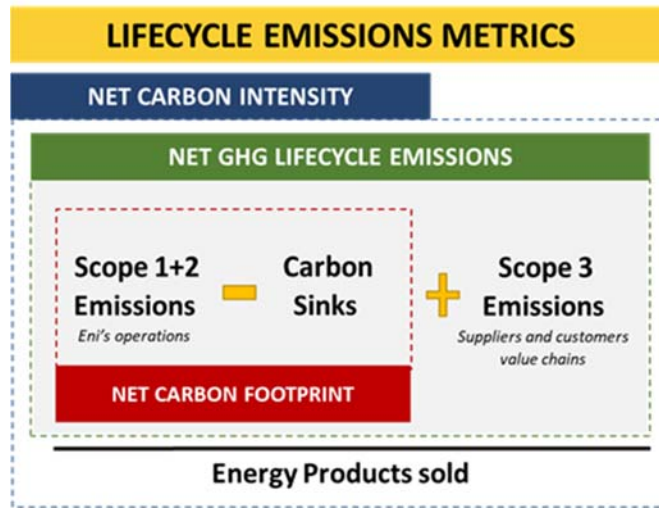 LIFECYCLE EMISSIONS METRICS
NET CARBON INTENSITY
NET GHG LIFECYCLE EMISSIONS
Scope 1+2
Emissions
Eni's operations
Carbon
Sinks
Scope 3
Emissions
Suppliers and customers
value chains
NET CARBON FOOTPRINT
Energy Products sold